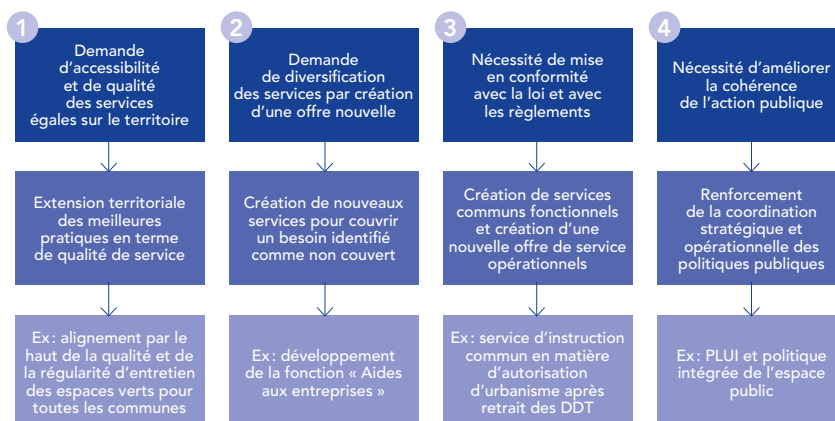 1
Demande
d'accessibilité
et de qualité
des services
égales sur le territoire
Extension territoriale
des meilleures
pratiques en terme
de qualité de service
Ex : alignement par le
haut de la qualité et de
la régularité d'entretien
des espaces verts pour
toutes les communes
2
Demande
de diversification
des services par création
d'une offre nouvelle
Création de nouveaux
services pour couvrir
un besoin identifié
comme non couvert
Ex : développement
de la fonction « Aides
aux entreprises »
3
Nécessité de mise
en conformité
avec la loi et avec
les règlements
Création de services
communs fonctionnels
et création d'une
nouvelle offre de service
opérationnels
Ex : service d'instruction
commun en matière
d'autorisation
d'urbanisme après
retrait des DDT
4
Nécessité d'améliorer
la cohérence
de l'action publique
Renforcement
de la coordination
stratégique et
opérationnelle des
politiques publiques
Ex : PLUI et politique
intégrée de l'espace
public